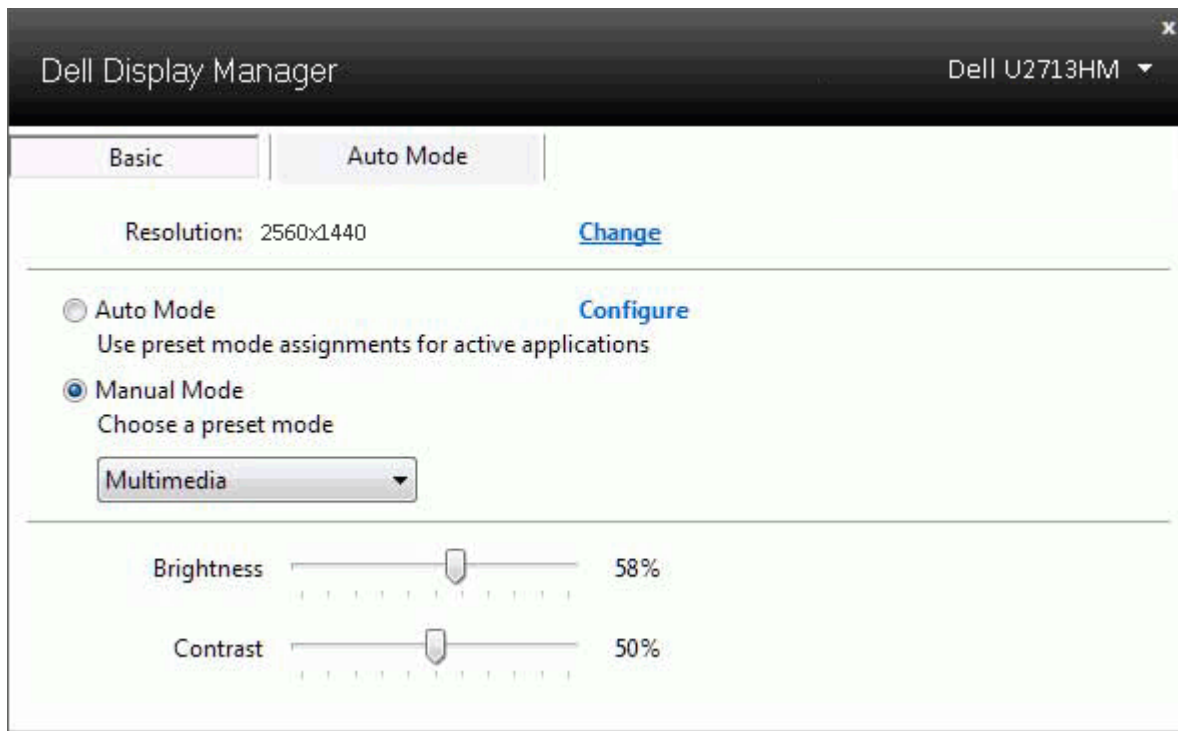 x
Dell Display Manager Dell U2713HM
Basic Auto Mode
Resolution: 2560x1440 Change
Auto Mode Configure
Use preset mode assignments for active applications
Manual Mode
Choose a preset mode
Multimedia
Brightness 58%
Contrast 50%